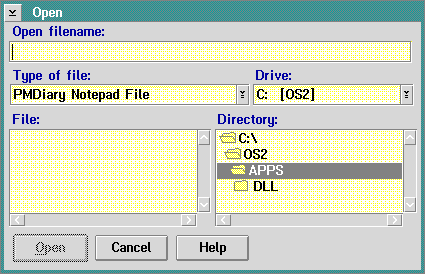 Open
Open filename:
Type of file:
Drive:
PMDiary Notepad File
C: [OS2]
File:
Directory:
C:\
OS2
APPS
DLL
Open
Cancel
Help